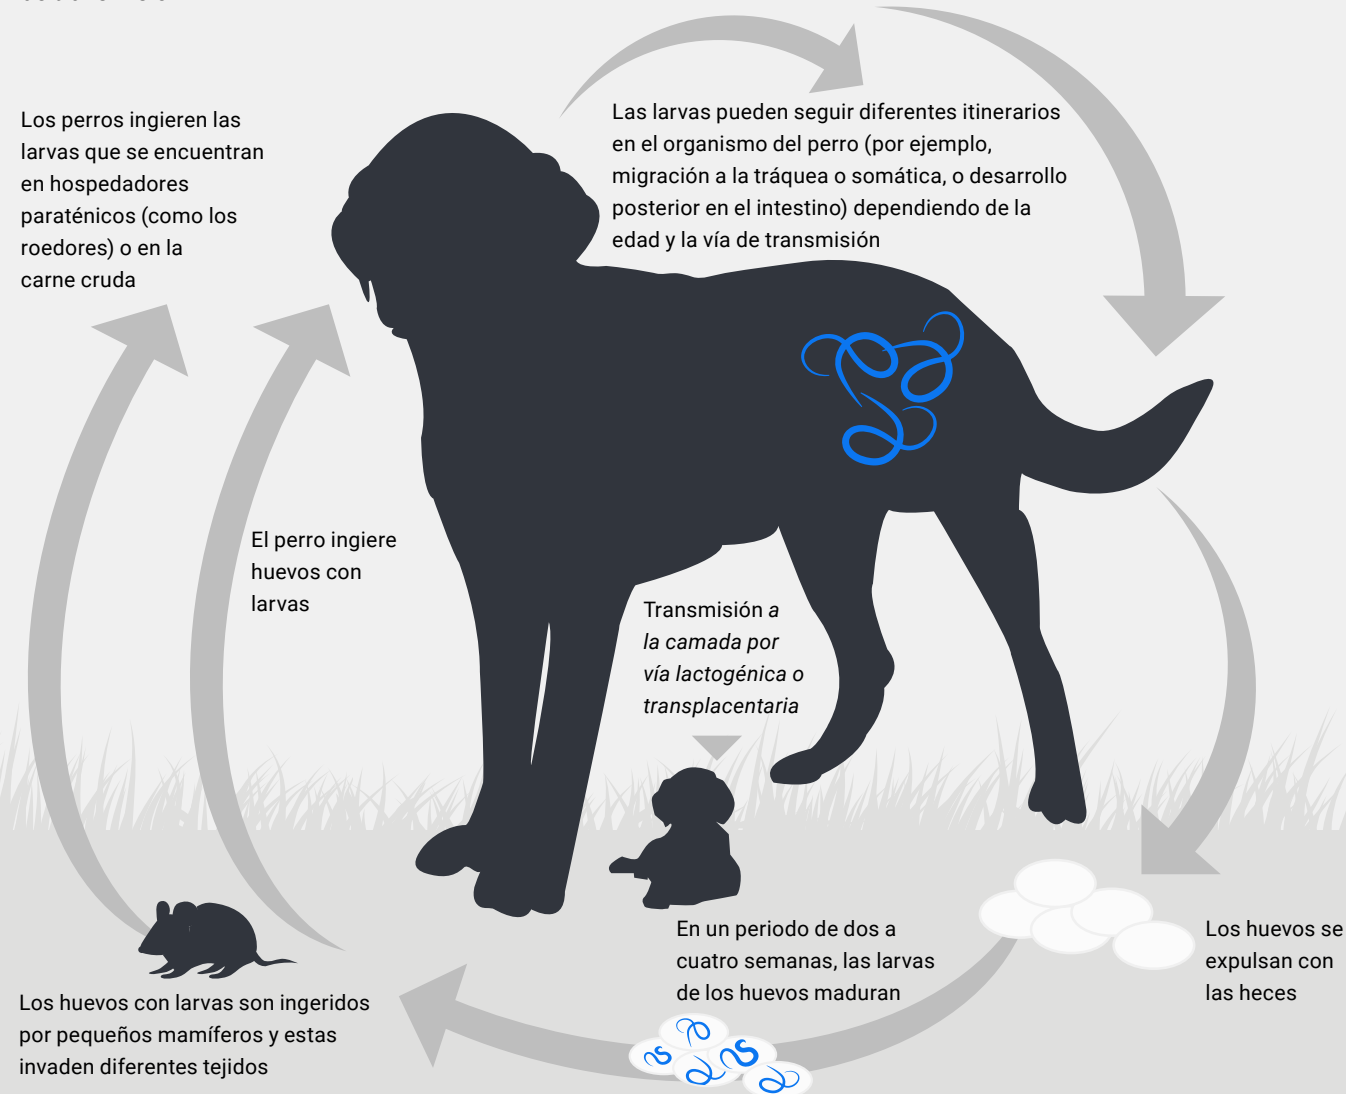 Los perros ingieren las
larvas que se encuentran
en hospedadores
paraténicos (como los
roedores) o en la
carne cruda
Las larvas pueden seguir diferentes itinerarios
en el organismo del perro (por ejemplo,
migración a la tráquea o somática, o desarrollo
posterior en el intestino) dependiendo de la
edad y la vía de transmisión
El perro ingiere
huevos con
larvas
Transmisión a
la camada por
vía lactogénica o
transplacentaria
En un periodo de dos a
cuatro semanas, las larvas
de los huevos maduran
Los huevos se
expulsan con
las heces
Los huevos con larvas son ingeridos
por pequeños mamíferos y estas
invaden diferentes tejidos